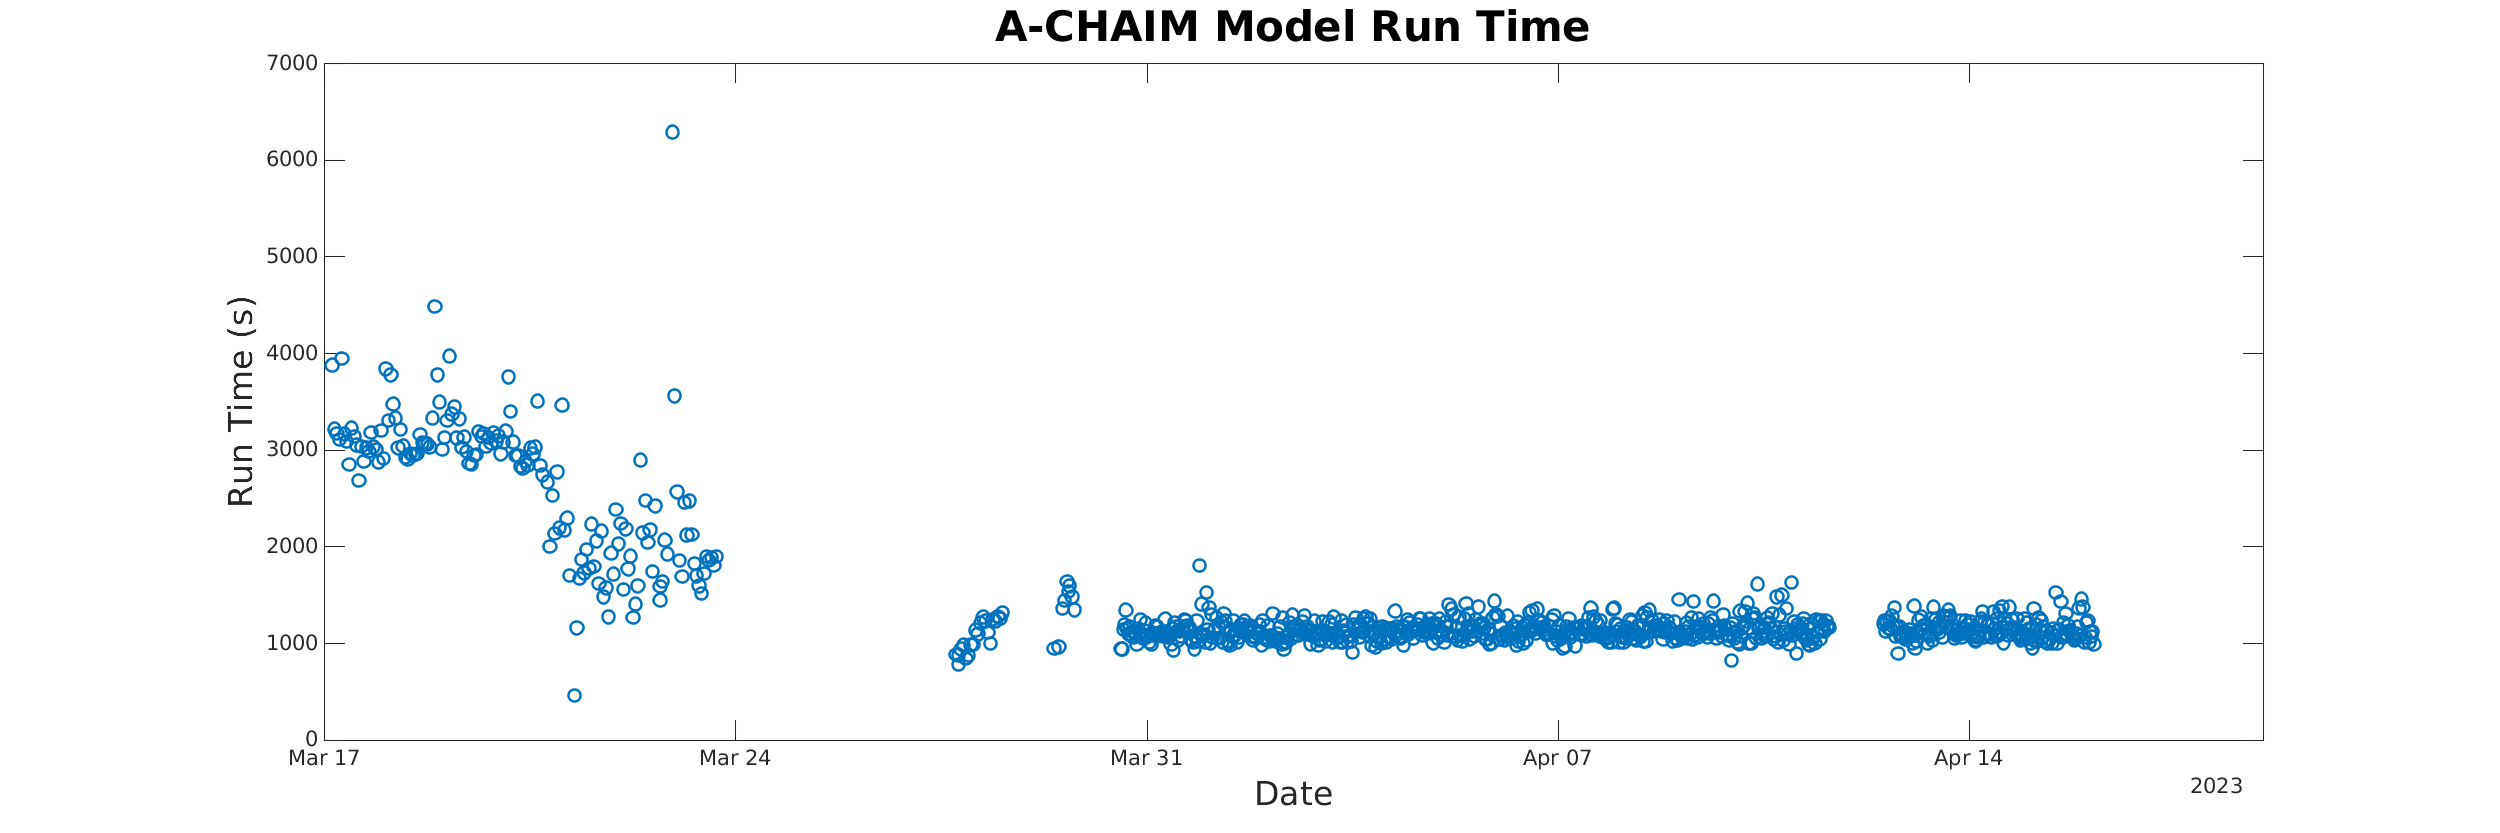 A-CHAIM Model Run Time
7000
6000
5000
4000
3000
2000
1000
0
Run Time (s)
Mar 17
Mar 24
Mar 31
Apr 07
Apr 14
2023
Date